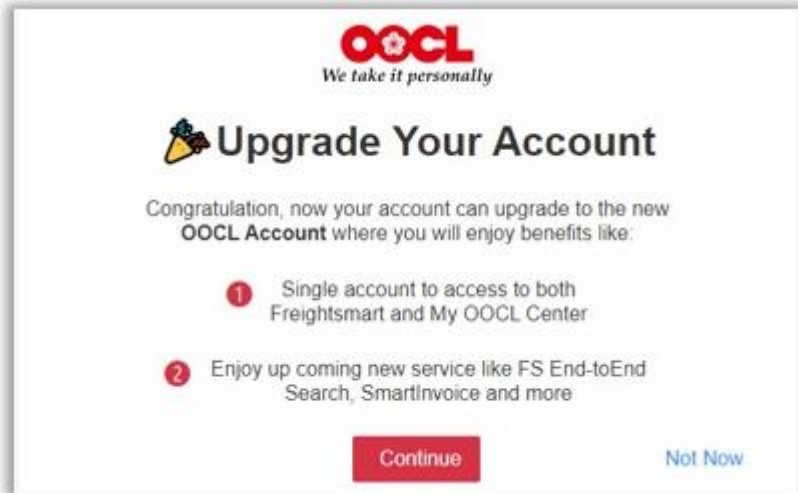 OOCL
We take it personally
Upgrade Your Account
Congratulation, now your account can upgrade to the new
OOCL Account where you will enjoy benefits like:
1 Single account to access to both
Freightsmart and My OOCL Center
2 Enjoy up coming new service like FS End-toEnd
Search, SmartInvoice and more
Continue
Not Now